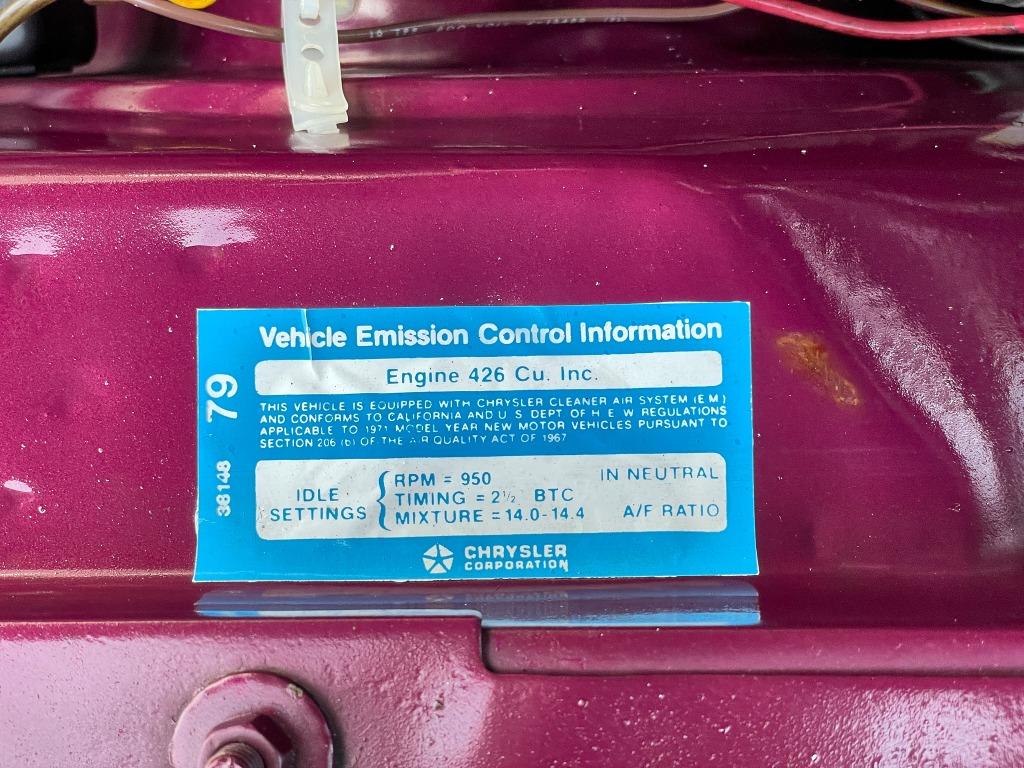 Vehicle Emission Control Information
Engine 426 Cu. Inc.
THIS VEHICLE IS EQUIPPED WITH CHRYSLER CLEANER AIR SYSTEM (E M)
AND CONFORMS TO CALIFORNIA AND U S DEPT OF H E W REGULATIONS
APPLICABLE TO 1971 MODEL YEAR NEW MOTOR VEHICLES PURSUANT TO
SECTION 206 (b) OF THE AIR QUALITY ACT OF 1967
79
38148
IDLE SETTINGS
RPM = 950 IN NEUTRAL
TIMING = 2 1/2 BTC
MIXTURE = 14.0-14.4 A/F RATIO
CHRYSLER
CORPORATION